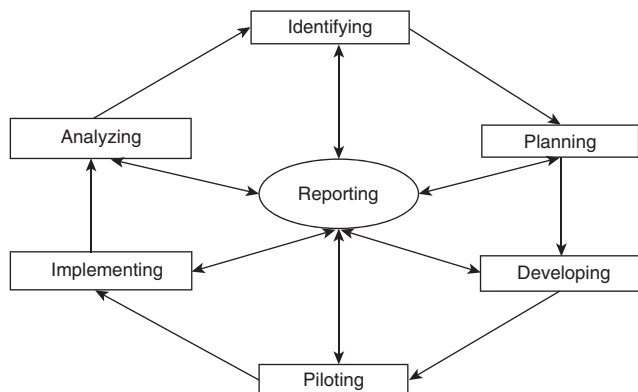 Identifying
Analyzing
Planning
Reporting
Implementing
Developing
Piloting